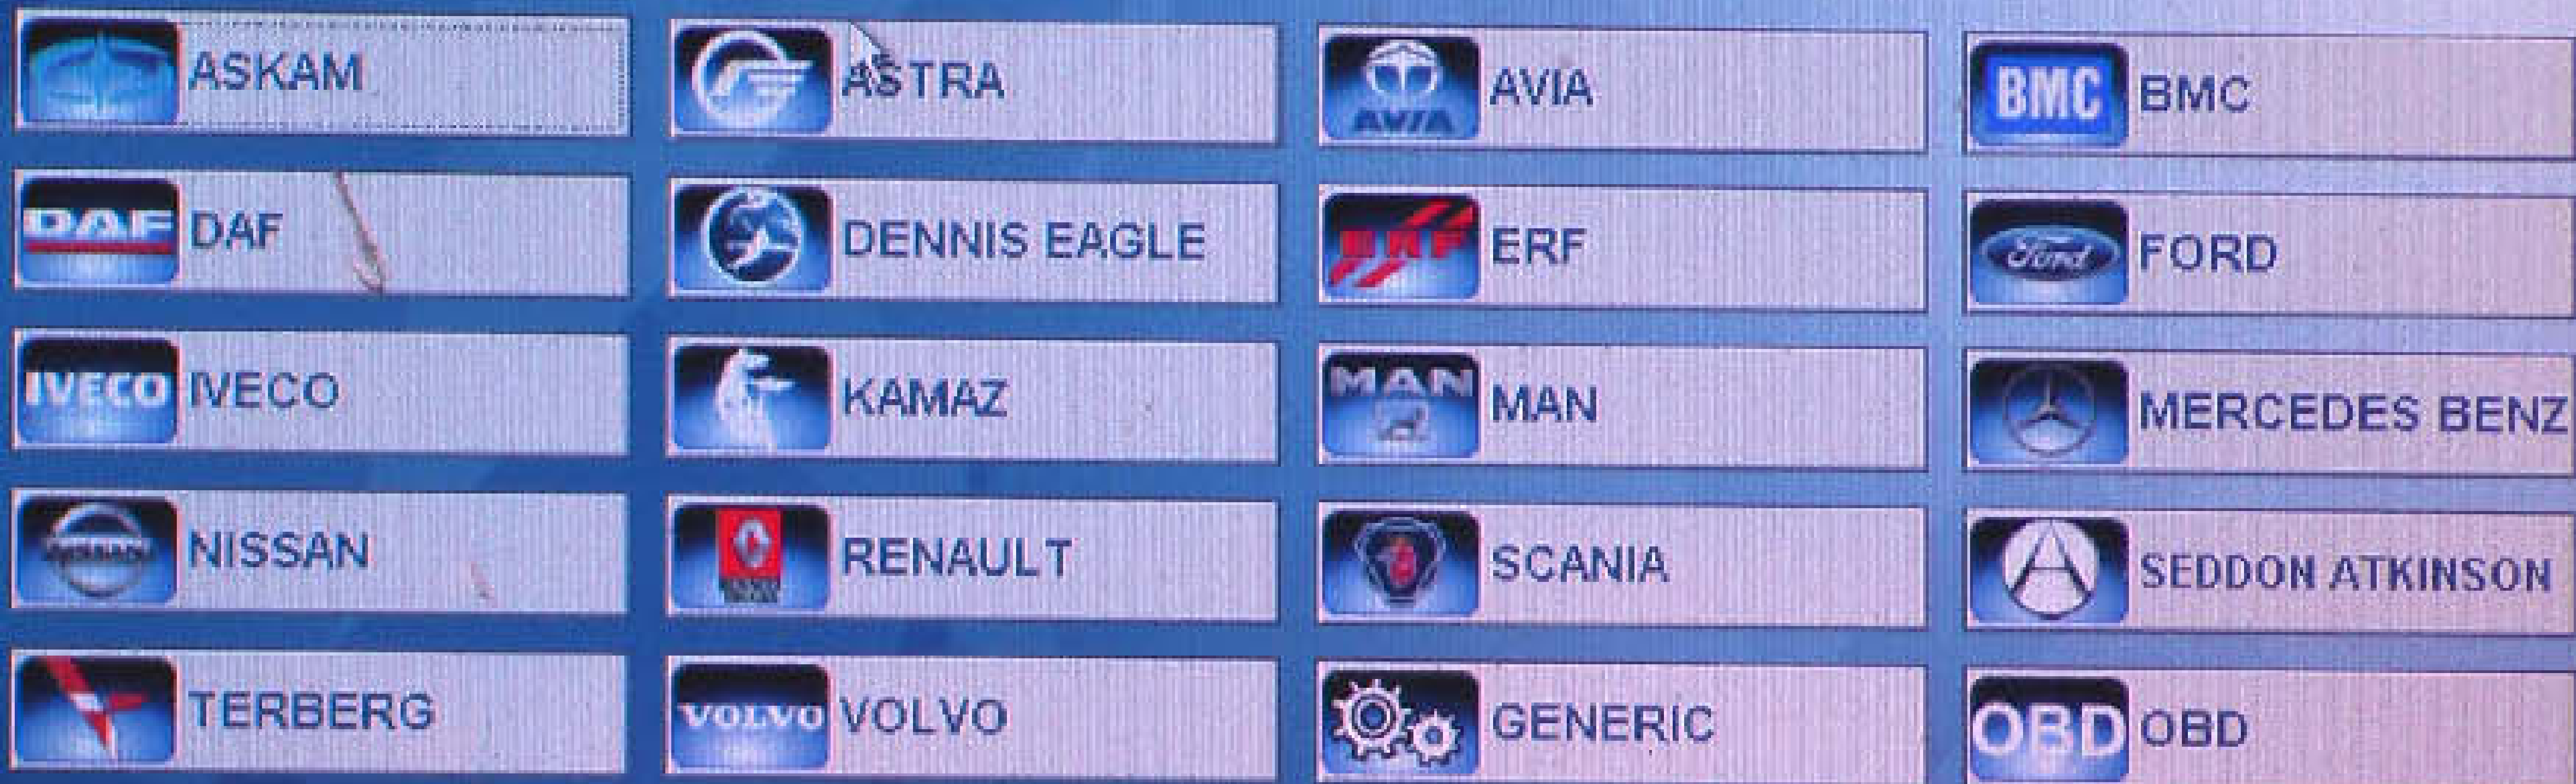 ASKAM
ASTRA
AVIA AVIA
BMC BMC
DAF DAF
DENNIS EAGLE
ERF ERF
Ford FORD
IVECO IVECO
KAMAZ
MAN MAN
MERCEDES BENZ
NISSAN NISSAN
RENAULT
SCANIA
A SEDDON ATKINSON
TERBERG
VOLVO VOLVO
GENERIC
OBD OBD